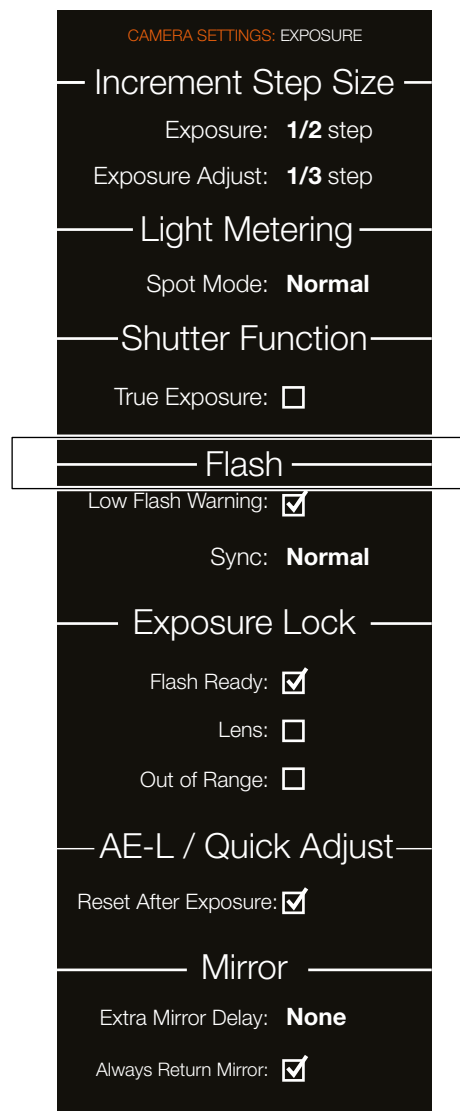 CAMERA SETTINGS: EXPOSURE
Increment Step Size
Exposure: 1/2 step
Exposure Adjust: 1/3 step
Light Metering
Spot Mode: Normal
Shutter Function
True Exposure:
Flash
Low Flash Warning:
Sync: Normal
Exposure Lock
Flash Ready:
Lens:
Out of Range:
AE-L / Quick Adjust
Reset After Exposure:
Mirror
Extra Mirror Delay: None
Always Return Mirror: